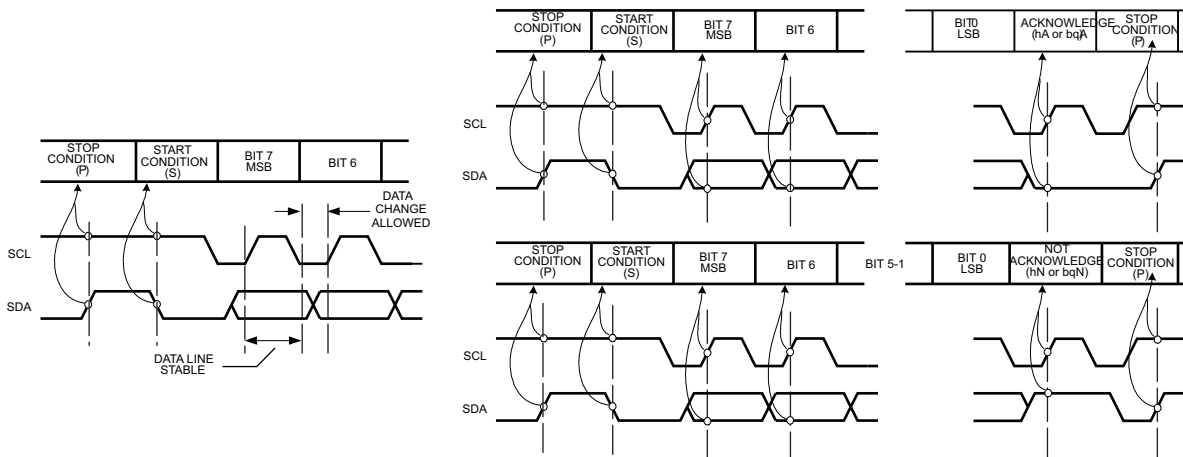 STOP
CONDITION
(P)
START
CONDITION
(S)
BIT 7
MSB
BIT 6
DATA
CHANGE
ALLOWED
SCL
SDA
DATA LINE
STABLE
STOP
CONDITION
(P)
START
CONDITION
(S)
BIT 7
MSB
BIT 6
BIT0
LSB
ACKNOWLEDGE
(hA or bqA)
STOP
CONDITION
(P)
SCL
SDA
STOP
CONDITION
(P)
START
CONDITION
(S)
BIT 7
MSB
BIT 6
BIT 5-1
BIT 0
LSB
NOT
ACKNOWLEDGE
(hN or bqN)
STOP
CONDITION
(P)
SCL
SDA